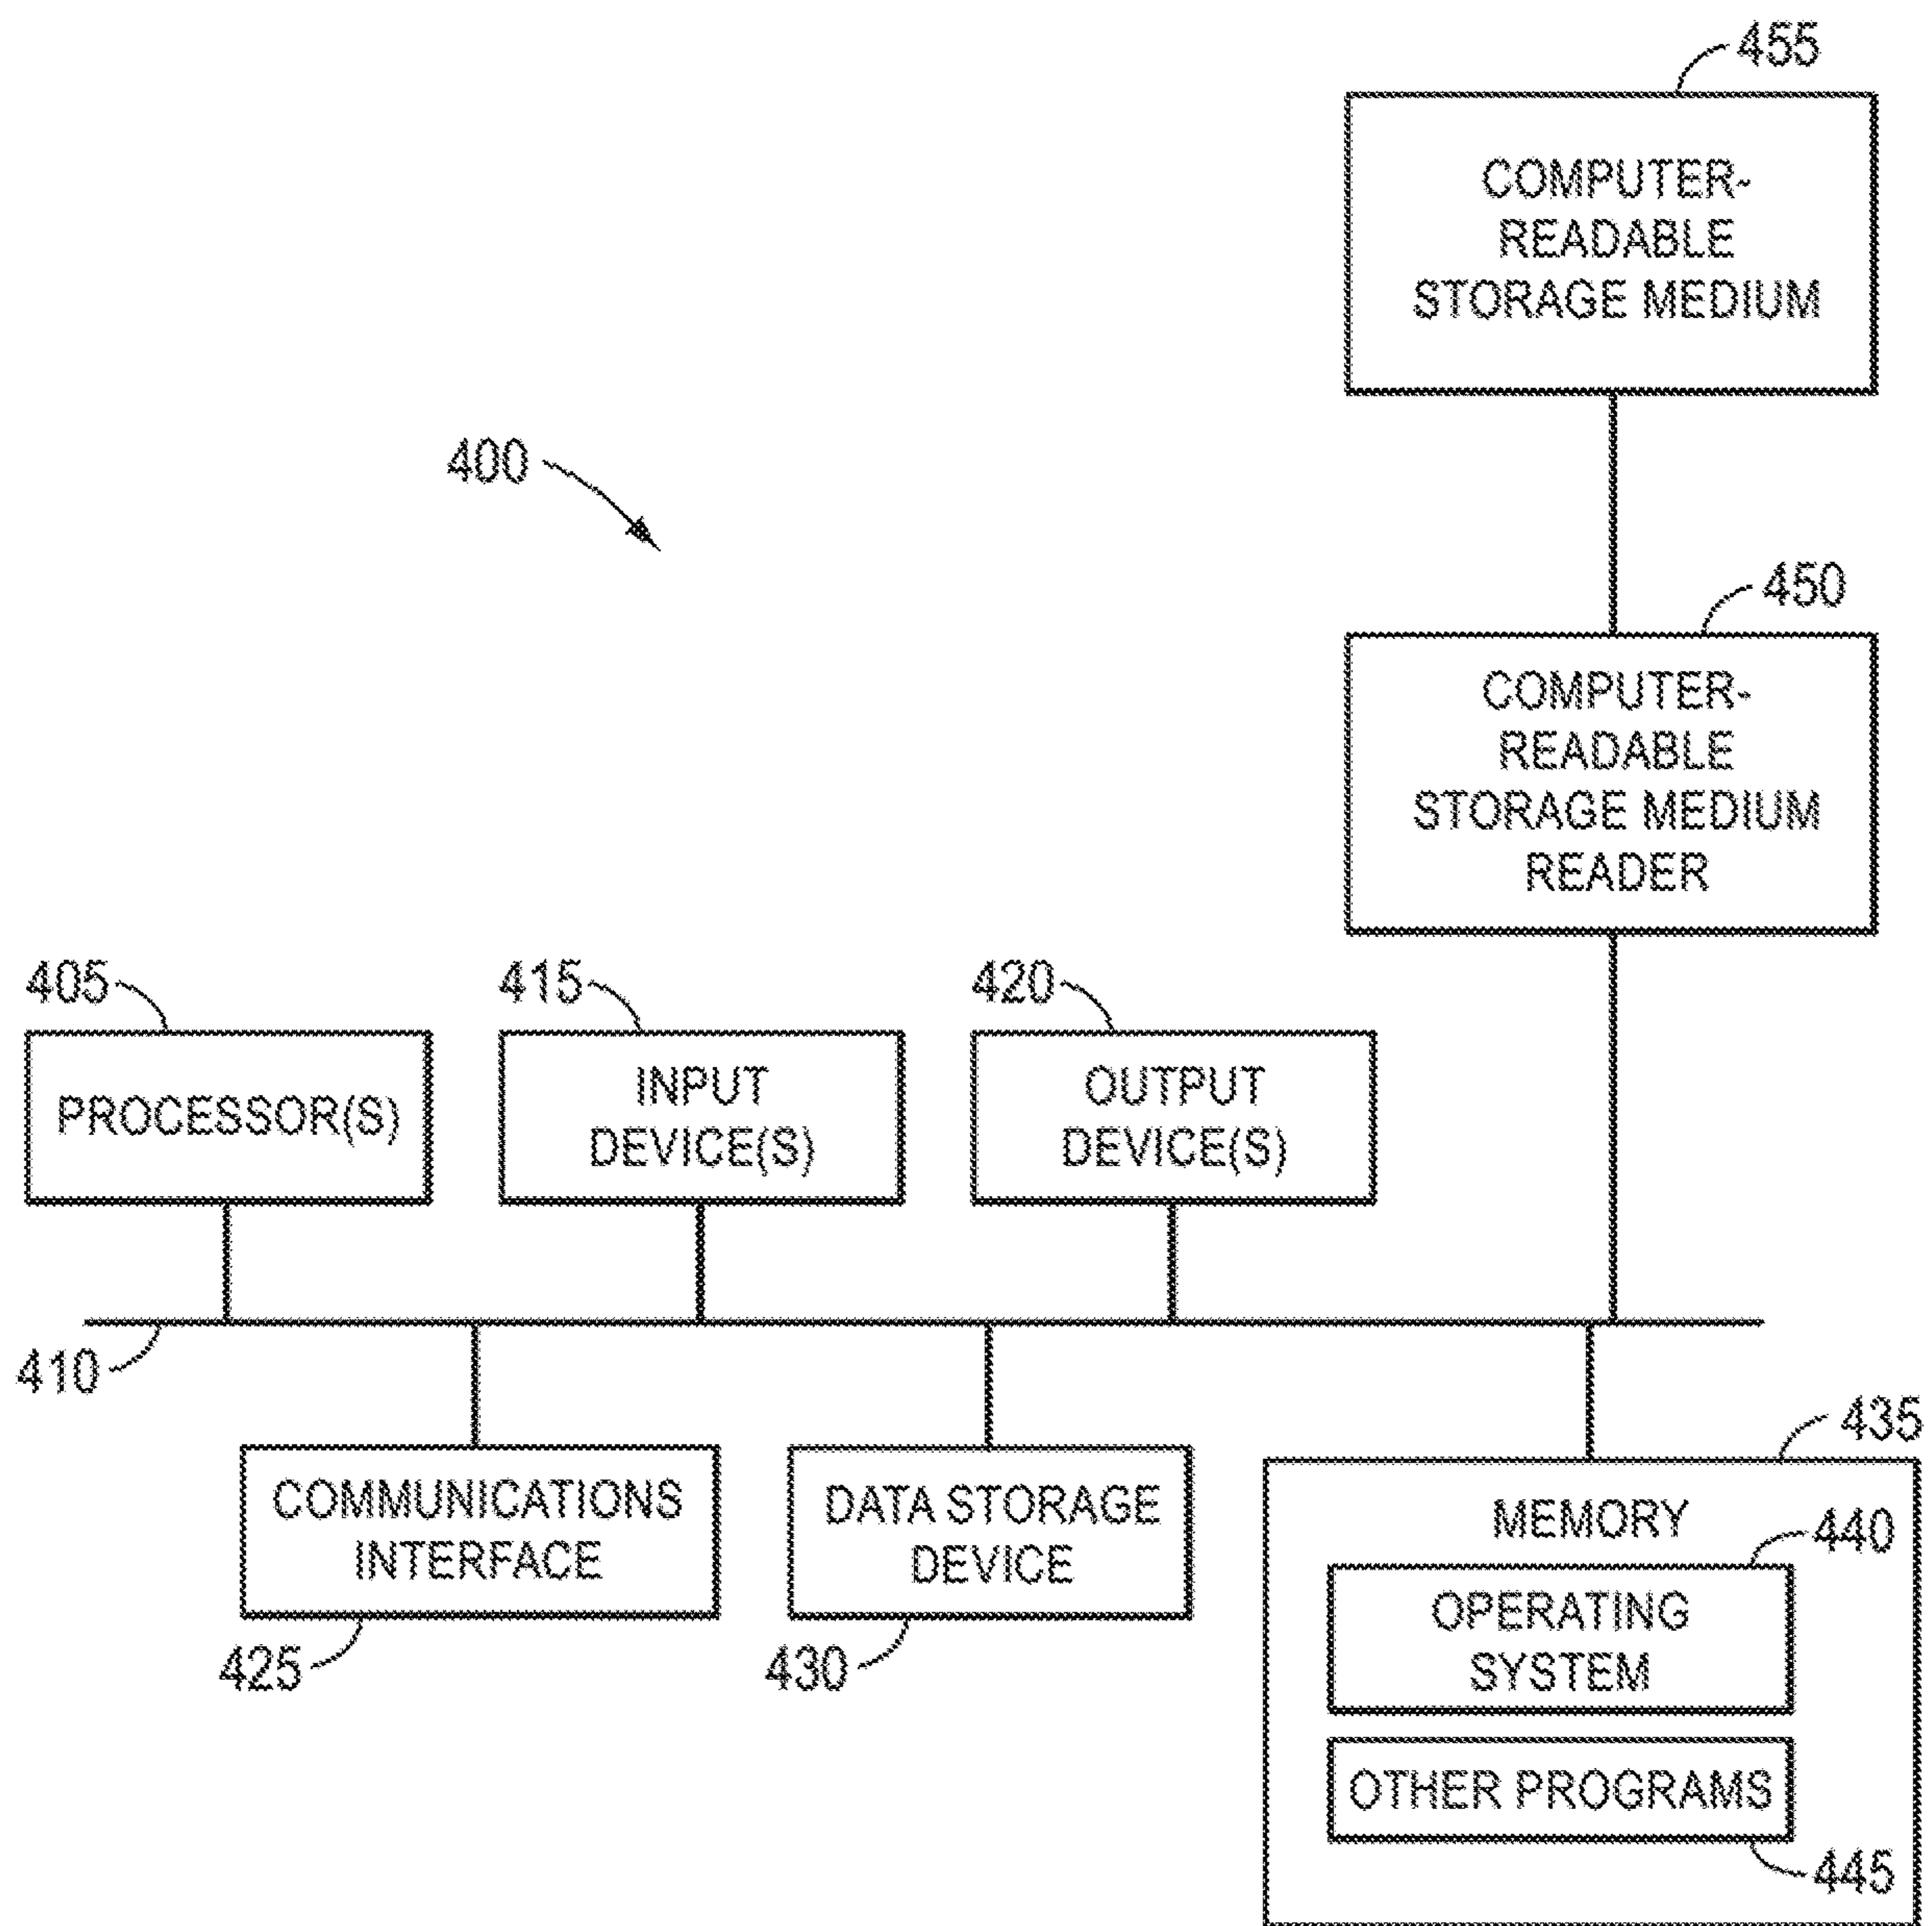 455
COMPUTER-
READABLE
STORAGE MEDIUM
400
450
COMPUTER-
READABLE
STORAGE MEDIUM
READER
405
415
420
PROCESSOR(S)
INPUT
DEVICE(S)
OUTPUT
DEVICE(S)
410
435
COMMUNICATIONS
INTERFACE
DATA STORAGE
DEVICE
MEMORY
440
OPERATING
SYSTEM
425
430
OTHER PROGRAMS
445